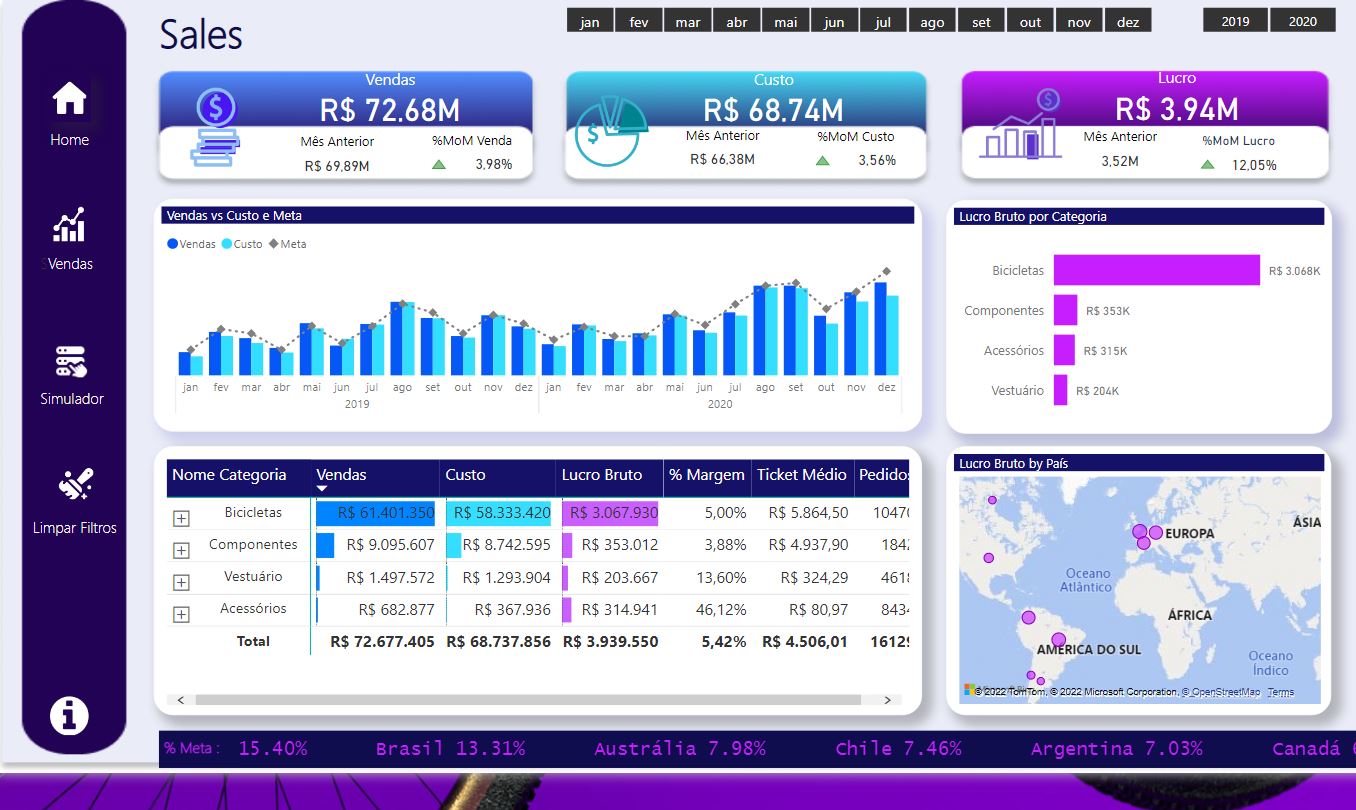 Sales
jan fev mar abr mai jun jul ago set out nov dez 2019 2020
Home
Vendas
Simulador
Limpar Filtros
Vendas
R$ 72.68M
Mês Anterior %MoM Venda
R$ 69,89M 3,98%
Custo
R$ 68.74M
Mês Anterior %MoM Custo
R$ 66,38M 3,56%
Lucro
R$ 3.94M
Mês Anterior %MoM Lucro
3,52M 12,05%
Vendas vs Custo e Meta
Vendas Custo Meta
jan fev mar abr mai jun jul ago set out nov dez jan fev mar abr mai jun jul ago set out nov dez
2019 2020
Lucro Bruto por Categoria
Bicicletas R$ 3.068K
Componentes R$ 353K
Acessórios R$ 315K
Vestuário R$ 204K
Nome Categoria Vendas Custo Lucro Bruto % Margem Ticket Médio Pedidos
Bicicletas R$ 61.401.350 R$ 58.333.420 R$ 3.067.930 5,00% R$ 5.864,50 1047
Componentes R$ 9.095.607 R$ 8.742.595 R$ 353.012 3,88% R$ 4.937,90 184
Vestuário R$ 1.497.572 R$ 1.293.904 R$ 203.667 13,60% R$ 324,29 461
Acessórios R$ 682.877 R$ 367.936 R$ 314.941 46,12% R$ 80,97 843
Total R$ 72.677.405 R$ 68.737.856 R$ 3.939.550 5,42% R$ 4.506,01 1612
Lucro Bruto by País
ÁSIA
EUROPA
Oceano
Atlântico
ÁFRICA
AMÉRICA DO SUL
Oceano
Índico
© 2022 TomTom, © 2022 Microsoft Corporation, © OpenStreetMap Terms
% Meta : 15.40% Brasil 13.31% Austrália 7.98% Chile 7.46% Argentina 7.03% Canadá